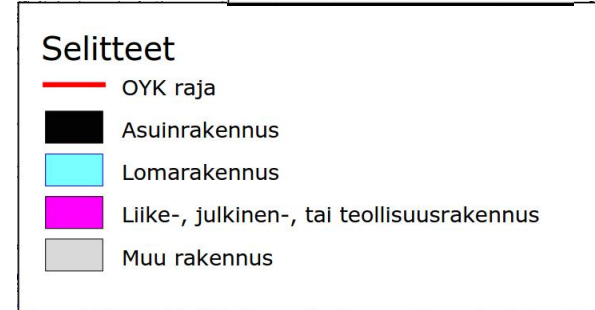 Selitteet
OYK raja
Asuinrakennus
Lomarakennus
Liike-, julkinen-, tai teollisuusrakennus
Muu rakennus